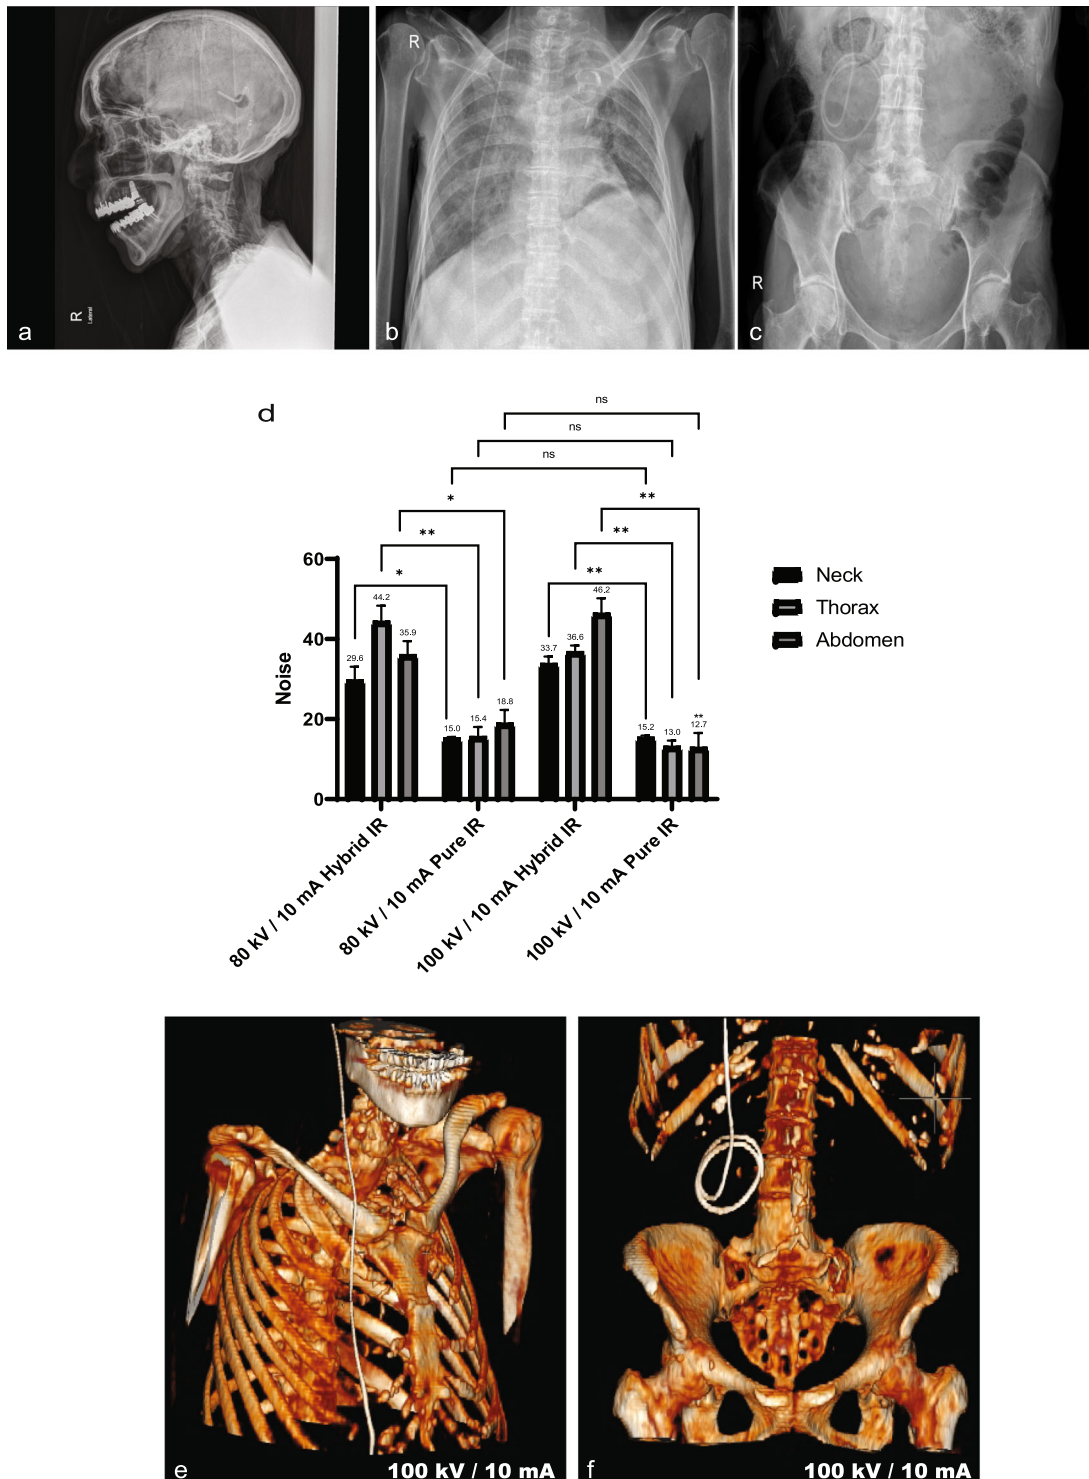 R
Lateral
a
R
b
R
c
d
ns
ns
ns
*
**
**
**
*
**
60
40
20
0
Noise
29.6
44.2
35.9
15.0
15.4
18.8
33.7
36.6
46.2
15.2
13.0
**
12.7
80 kV / 10 mA Hybrid IR
80 kV / 10 mA Pure IR
100 kV / 10 mA Hybrid IR
100 kV / 10 mA Pure IR
Neck
Thorax
Abdomen
e
100 kV / 10 mA
f
100 kV / 10 mA